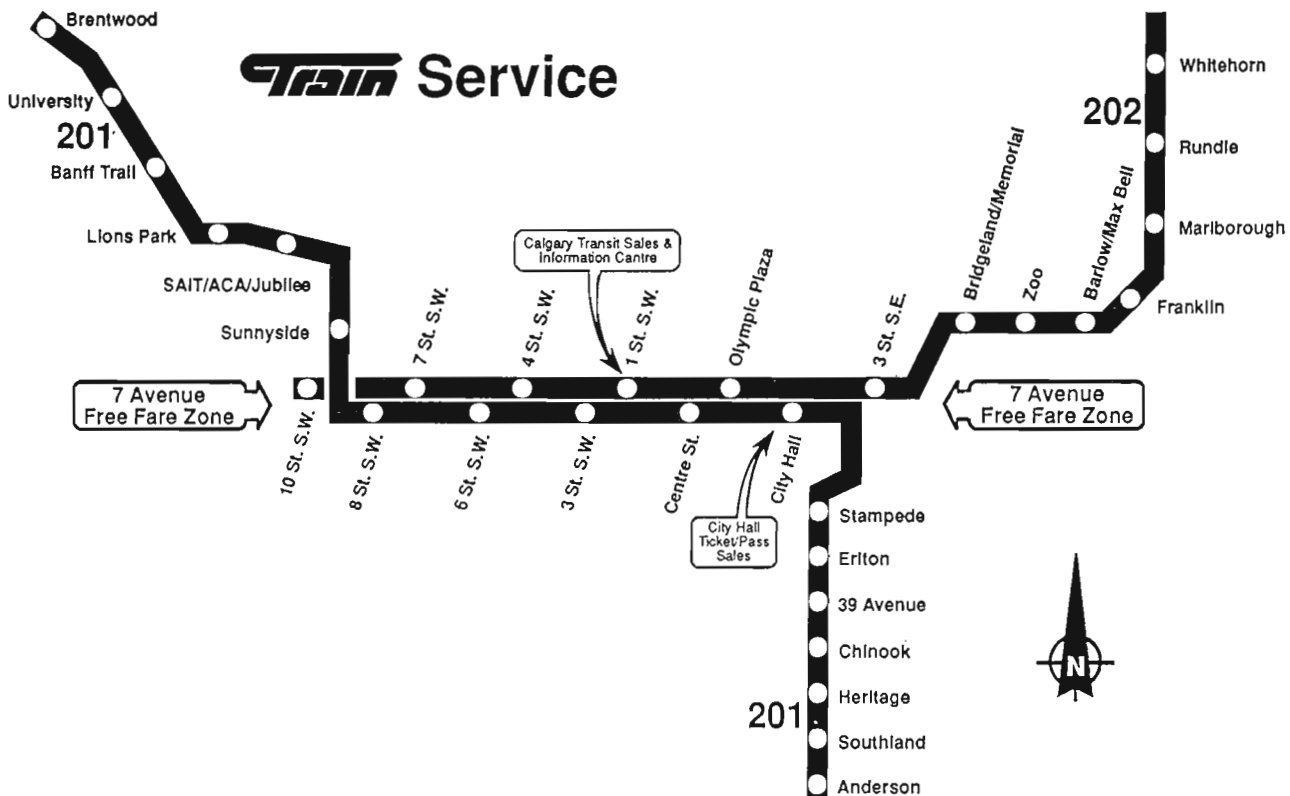 Brentwood
Train Service
Whitehorn
University
201
202
Banff Trail
Rundle
Lions Park
Marlborough
SAIT/ACA/Jubilee
Sunnyside
Calgary Transit Sales &
Information Centre
Bridgeland/Memorial
Zoo
Barlow/Max Bell
Franklin
7 St. S.W.
4 St. S.W.
1 St. S.W.
Olympic Plaza
3 St. S.E.
7 Avenue
Free Fare Zone
7 Avenue
Free Fare Zone
10 St. S.W.
8 St. S.W.
6 St. S.W.
3 St. S.W.
Centre St.
City Hall
City Hall
Ticket/Pass
Sales
Stampede
Erlton
39 Avenue
Chinook
Heritage
201
Southland
Anderson
N